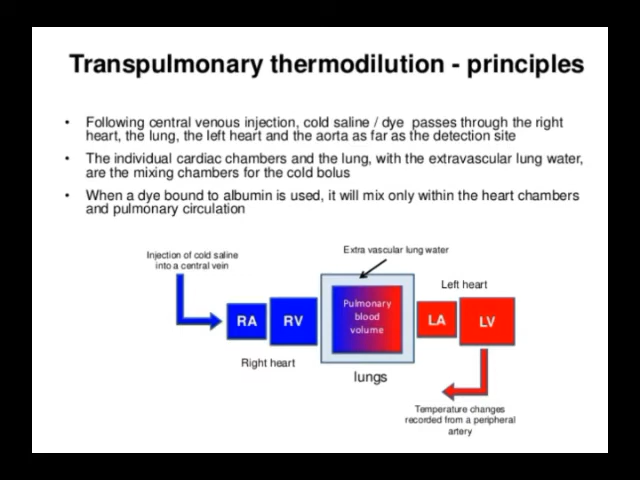 Transpulmonary thermodilution - principles
• Following central venous injection, cold saline / dye passes through the right
heart, the lung, the left heart and the aorta as far as the detection site
• The individual cardiac chambers and the lung, with the extravascular lung water,
are the mixing chambers for the cold bolus
• When a dye bound to albumin is used, it will mix only within the heart chambers
and pulmonary circulation
Injection of cold saline
into a central vein
Extra vascular lung water
Left heart
RA
RV
Pulmonary
blood
volume
LA
LV
Right heart
lungs
Temperature changes
recorded from a peripheral
artery